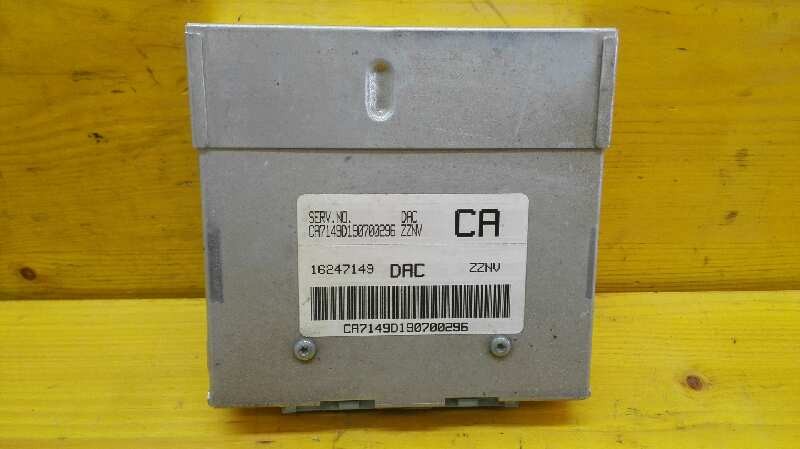 SERV.NO. DAC
CA7149D190700296 ZZNV CA
16247149 DAC ZZNV
CA7149D190700296